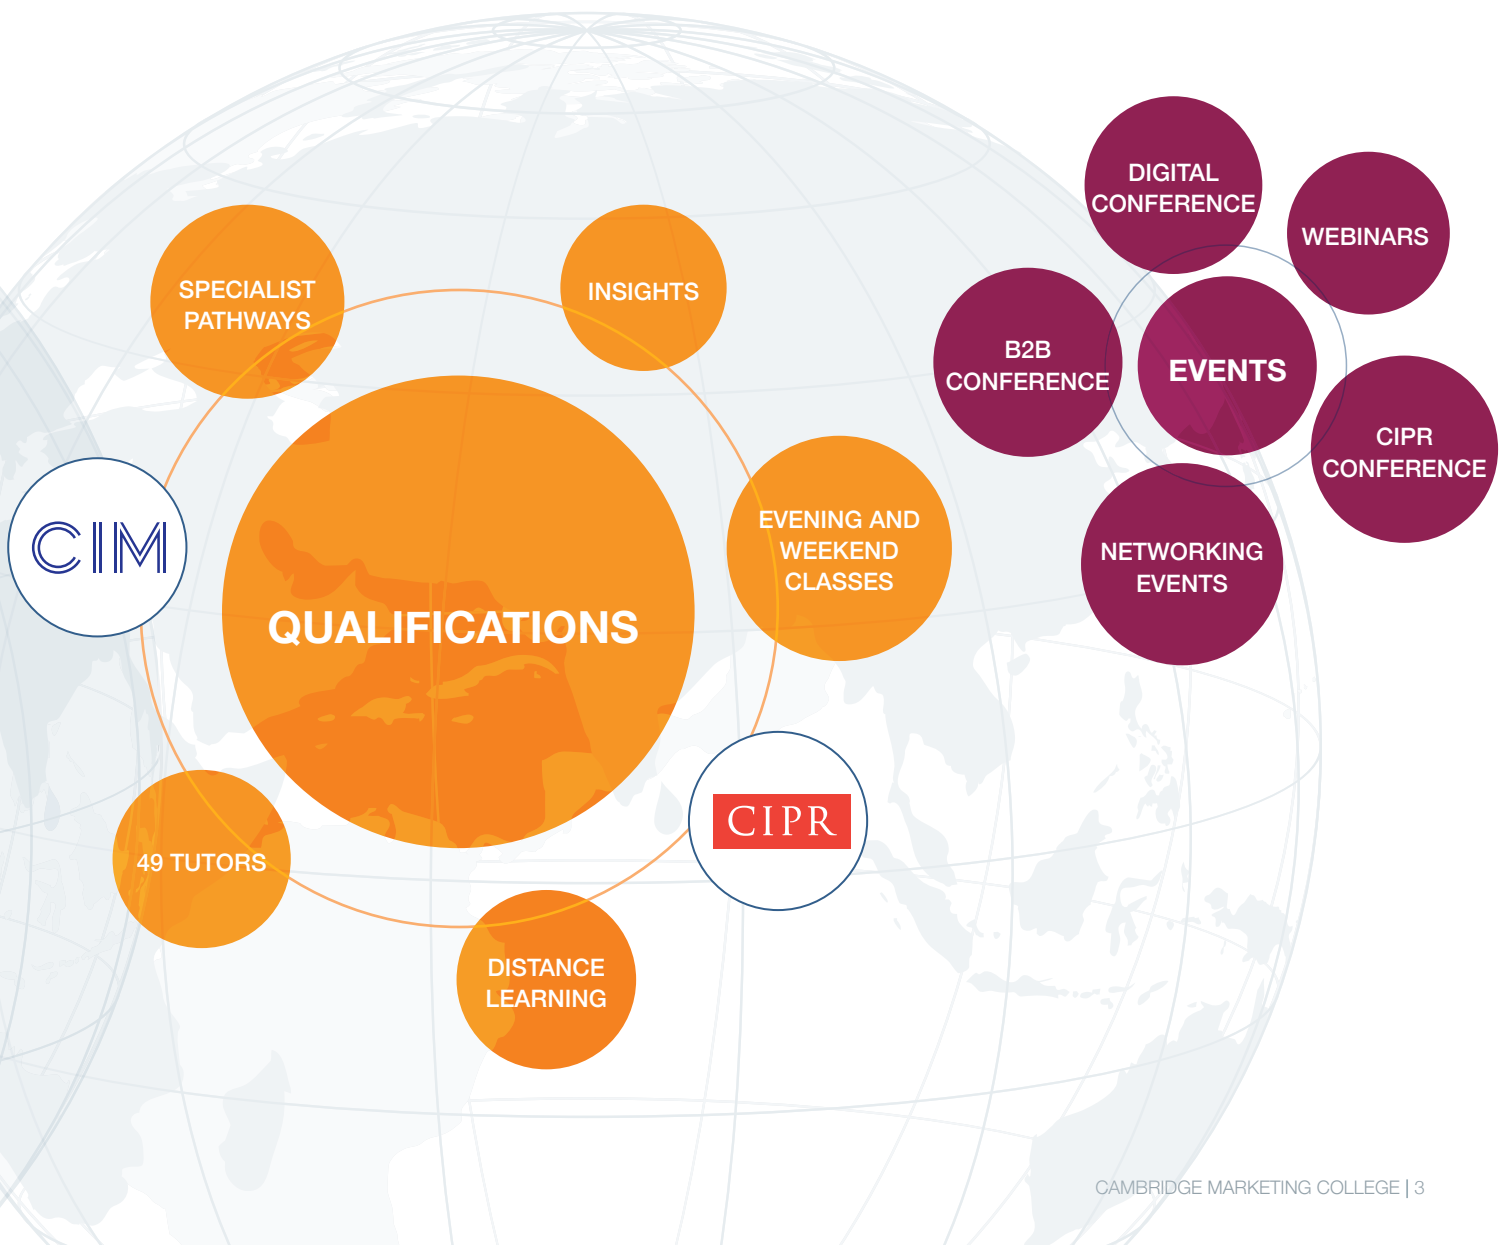 DIGITAL
CONFERENCE
WEBINARS
SPECIALIST
PATHWAYS
INSIGHTS
B2B
CONFERENCE
EVENTS
CIPR
CONFERENCE
CIM
EVENING AND
WEEKEND
CLASSES
NETWORKING
EVENTS
QUALIFICATIONS
CIPR
49 TUTORS
DISTANCE
LEARNING
CAMBRIDGE MARKETING COLLEGE | 3